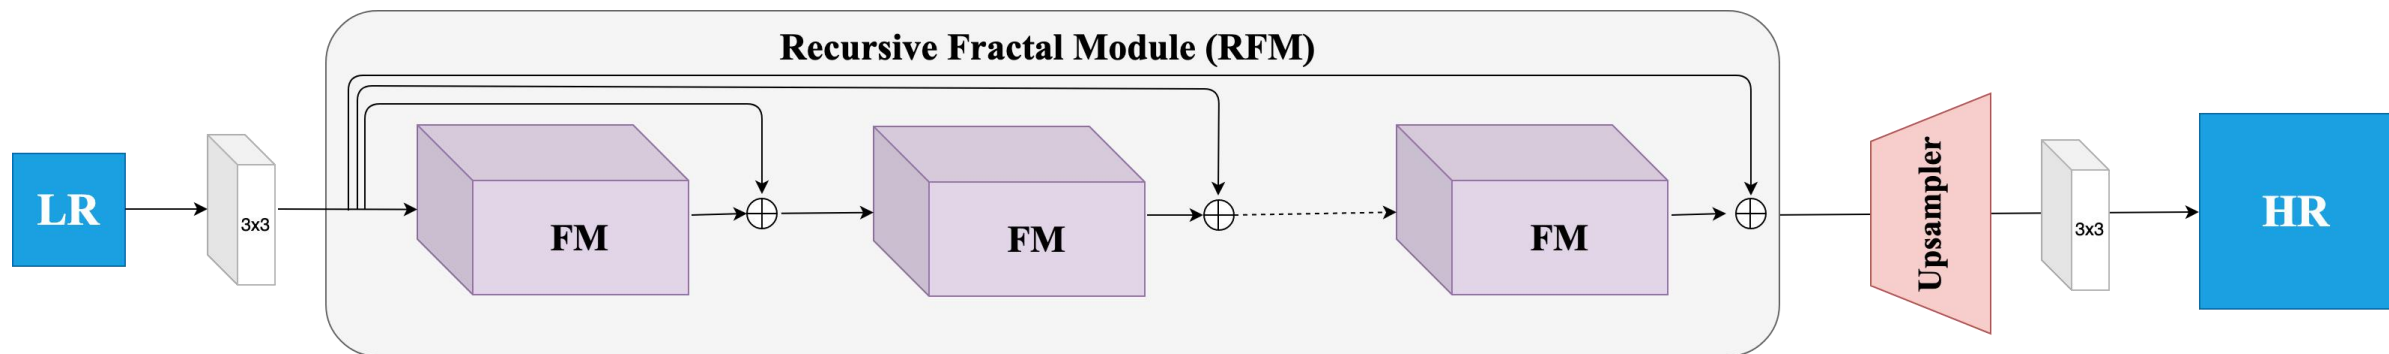 Recursive Fractal Module (RFM)
LR
3x3
FM
FM
FM
Upsampler
3x3
HR